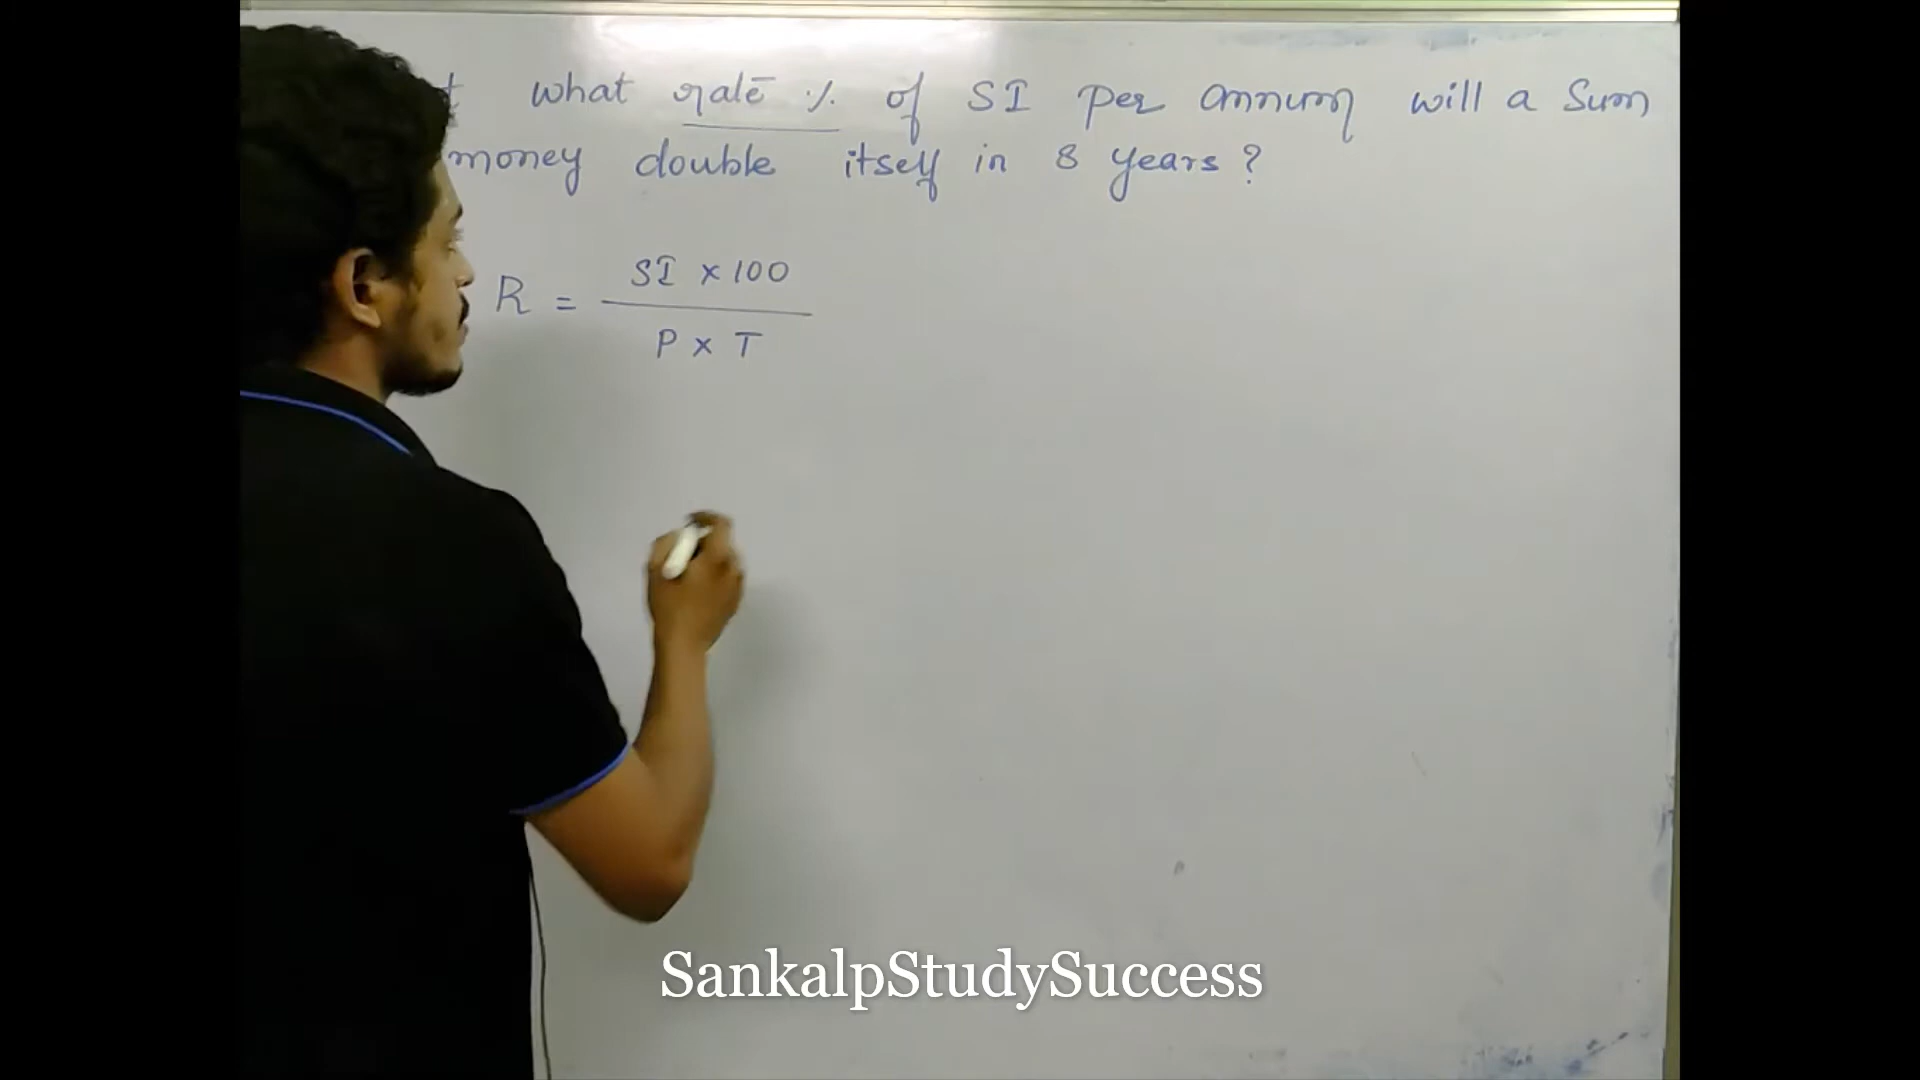 what rate % of SI per annum will a sum
money double itself in 8 years?
SI × 100
R =
P × T
SankalpStudySuccess